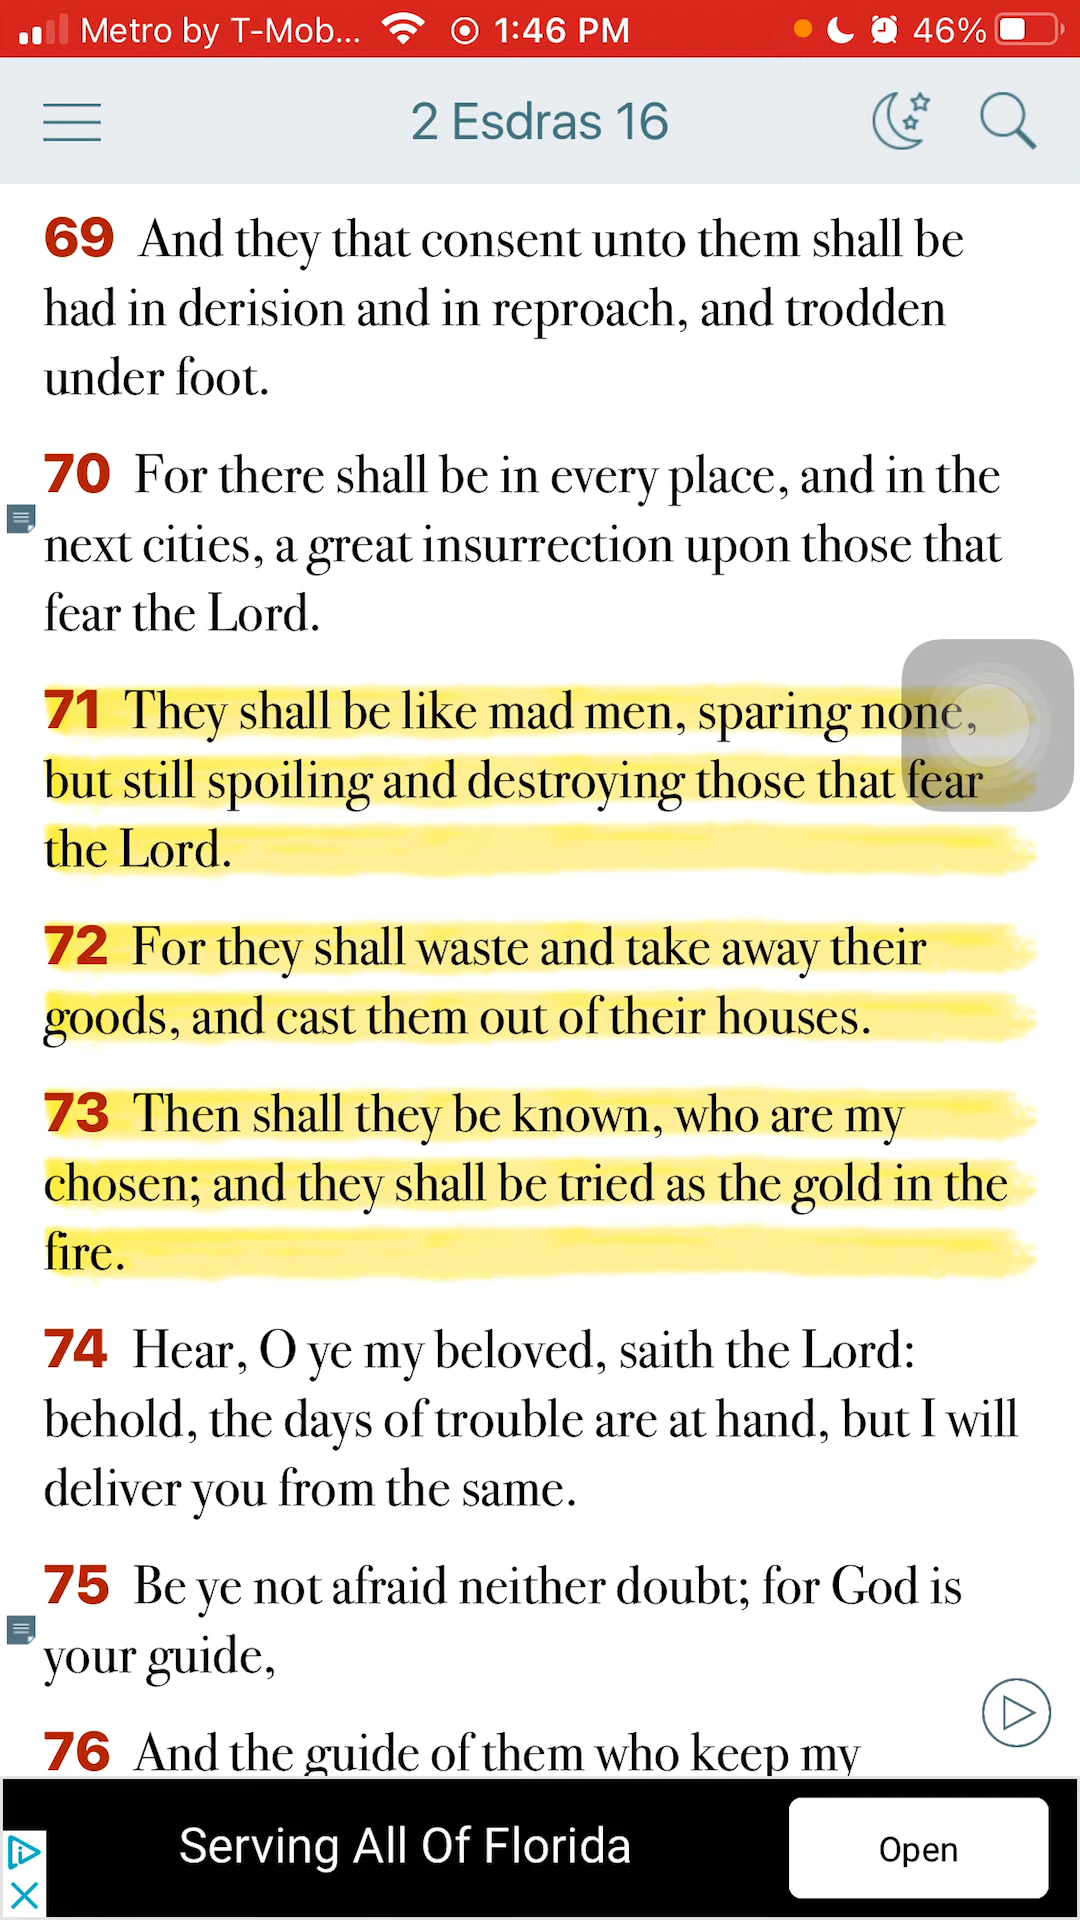 Metro by T-Mob... 1:46 PM 46%
2 Esdras 16
69 And they that consent unto them shall be
had in derision and in reproach, and trodden
under foot.
70 For there shall be in every place, and in the
next cities, a great insurrection upon those that
fear the Lord.
71 They shall be like mad men, sparing none,
but still spoiling and destroying those that fear
the Lord.
72 For they shall waste and take away their
goods, and cast them out of their houses.
73 Then shall they be known, who are my
chosen; and they shall be tried as the gold in the
fire.
74 Hear, O ye my beloved, saith the Lord:
behold, the days of trouble are at hand, but I will
deliver you from the same.
75 Be ye not afraid neither doubt; for God is
your guide,
76 And the guide of them who keep my
Serving All Of Florida
Open